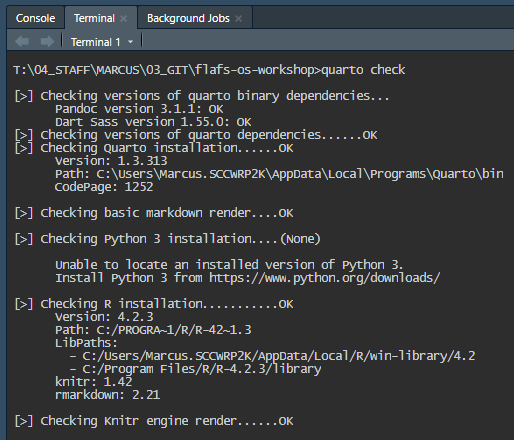 Console Terminal Background Jobs
Terminal 1
T:\04_STAFF\MARCUS\03_GIT\flafs-os-workshop>quarto check
[>] Checking versions of quarto binary dependencies...
Pandoc version 3.1.1: OK
Dart Sass version 1.55.0: OK
[>] Checking versions of quarto dependencies......OK
[>] Checking Quarto installation......OK
Version: 1.3.313
Path: C:\Users\Marcus.SCCWRP2K\AppData\Local\Programs\Quarto\bin
CodePage: 1252
[>] Checking basic markdown render....OK
[>] Checking Python 3 installation....(None)
Unable to locate an installed version of Python 3.
Install Python 3 from https://www.python.org/downloads/
[>] Checking R installation...........OK
Version: 4.2.3
Path: C:/PROGRA~1/R/R-42~1.3
LibPaths:
- C:/Users/Marcus.SCCWRP2K/AppData/Local/R/win-library/4.2
- C:/Program Files/R/R-4.2.3/library
knitr: 1.42
rmarkdown: 2.21
[>] Checking Knitr engine render......OK